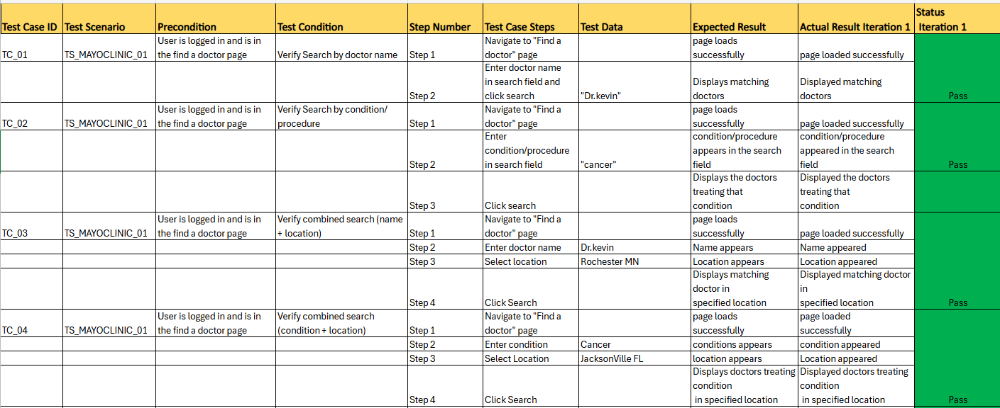 Test Case ID Test Scenario Precondition Test Condition Step Number Test Case Steps Test Data Expected Result Actual Result Iteration 1 Status
Iteration 1
TC_01 TS_MAYOCLINIC_01 User is logged in and is in
the find a doctor page
Verify Search by doctor name
Step 1
Navigate to "Find a
doctor" page
page loads
successfully
page loaded successfully
Step 2
Enter doctor name
in search field and
click search
"Dr.kevin"
Displays matching
doctors
Displayed matching
doctors
Pass
TC_02 TS_MAYOCLINIC_01
User is logged in and is in
the find a doctor page
Verify Search by condition/
procedure
Step 1
Navigate to "Find a
doctor" page
page loads
successfully
page loaded successfully
Step 2
Enter
condition/procedure
in search field
"cancer"
condition/procedure
appears in the search
field
condition/procedure
appeared in the search
field
Pass
Step 3
Click search
Displays the doctors
treating that
condition
Displayed the doctors
treating that
condition
TC_03 TS_MAYOCLINIC_01
User is logged in and is in
the find a doctor page
Verify combined search (name
+ location)
Step 1
Navigate to "Find a
doctor" page
page loads
successfully
page loaded successfully
Step 2 Enter doctor name Dr.kevin Name appears Name appeared
Step 3 Select location Rochester MN Location appears Location appeared
Step 4
Click Search
Displays matching
doctor in
specified location
Displayed matching doctor
in
specified location
Pass
TC_04 TS_MAYOCLINIC_01
User is logged in and is in
the find a doctor page
Verify combined search
(condition + location)
Step 1
Navigate to "Find a
doctor" page
page loads
successfully
page loaded
successfully
Step 2 Enter condition Cancer conditions appears condition appeared
Step 3 Select Location JacksonVille FL location appears Location appeared
Step 4
Click Search
Displays doctors treating
condition
in specified location
Displayed doctors treating
condition
in specified location
Pass